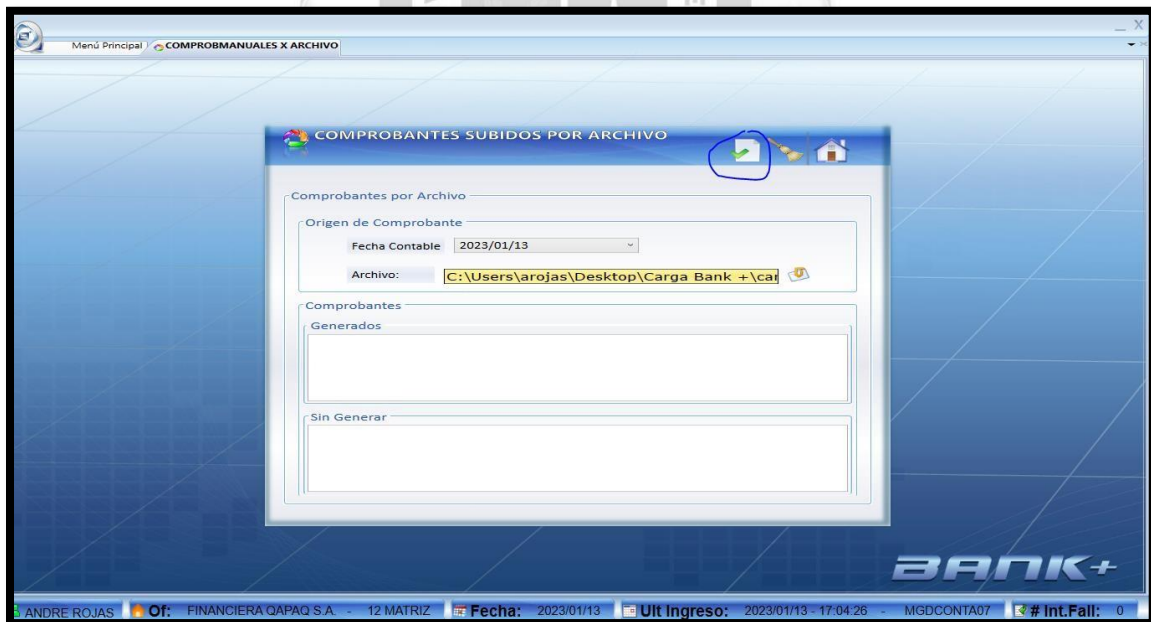 Menú Principal COMPROBMANUALES X ARCHIVO
COMPROBANTES SUBIDOS POR ARCHIVO
Comprobantes por Archivo
Origen de Comprobante
Fecha Contable 2023/01/13
Archivo: C:\Users\arojas\Desktop\Carga Bank +\car
Comprobantes
Generados
Sin Generar
BANK+
ANDRE ROJAS Of: FINANCIERA QAPAQ S.A. - 12 MATRIZ Fecha: 2023/01/13 Ult Ingreso: 2023/01/13 - 17:04:26 - MGDCONTA07 # Int.Fall: 0